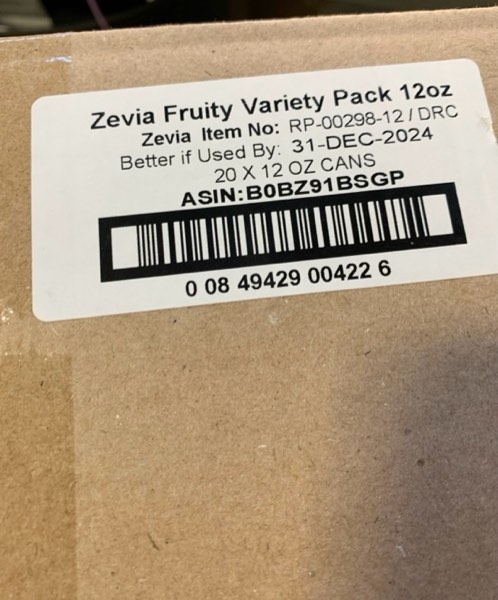 Zevia Fruity Variety Pack 12oz
Zevia Item No: RP-00298-12 / DRC
Better if Used By: 31-DEC-2024
20 X 12 OZ CANS
ASIN:B0BZ91BSGP
0 08 49429 00422 6